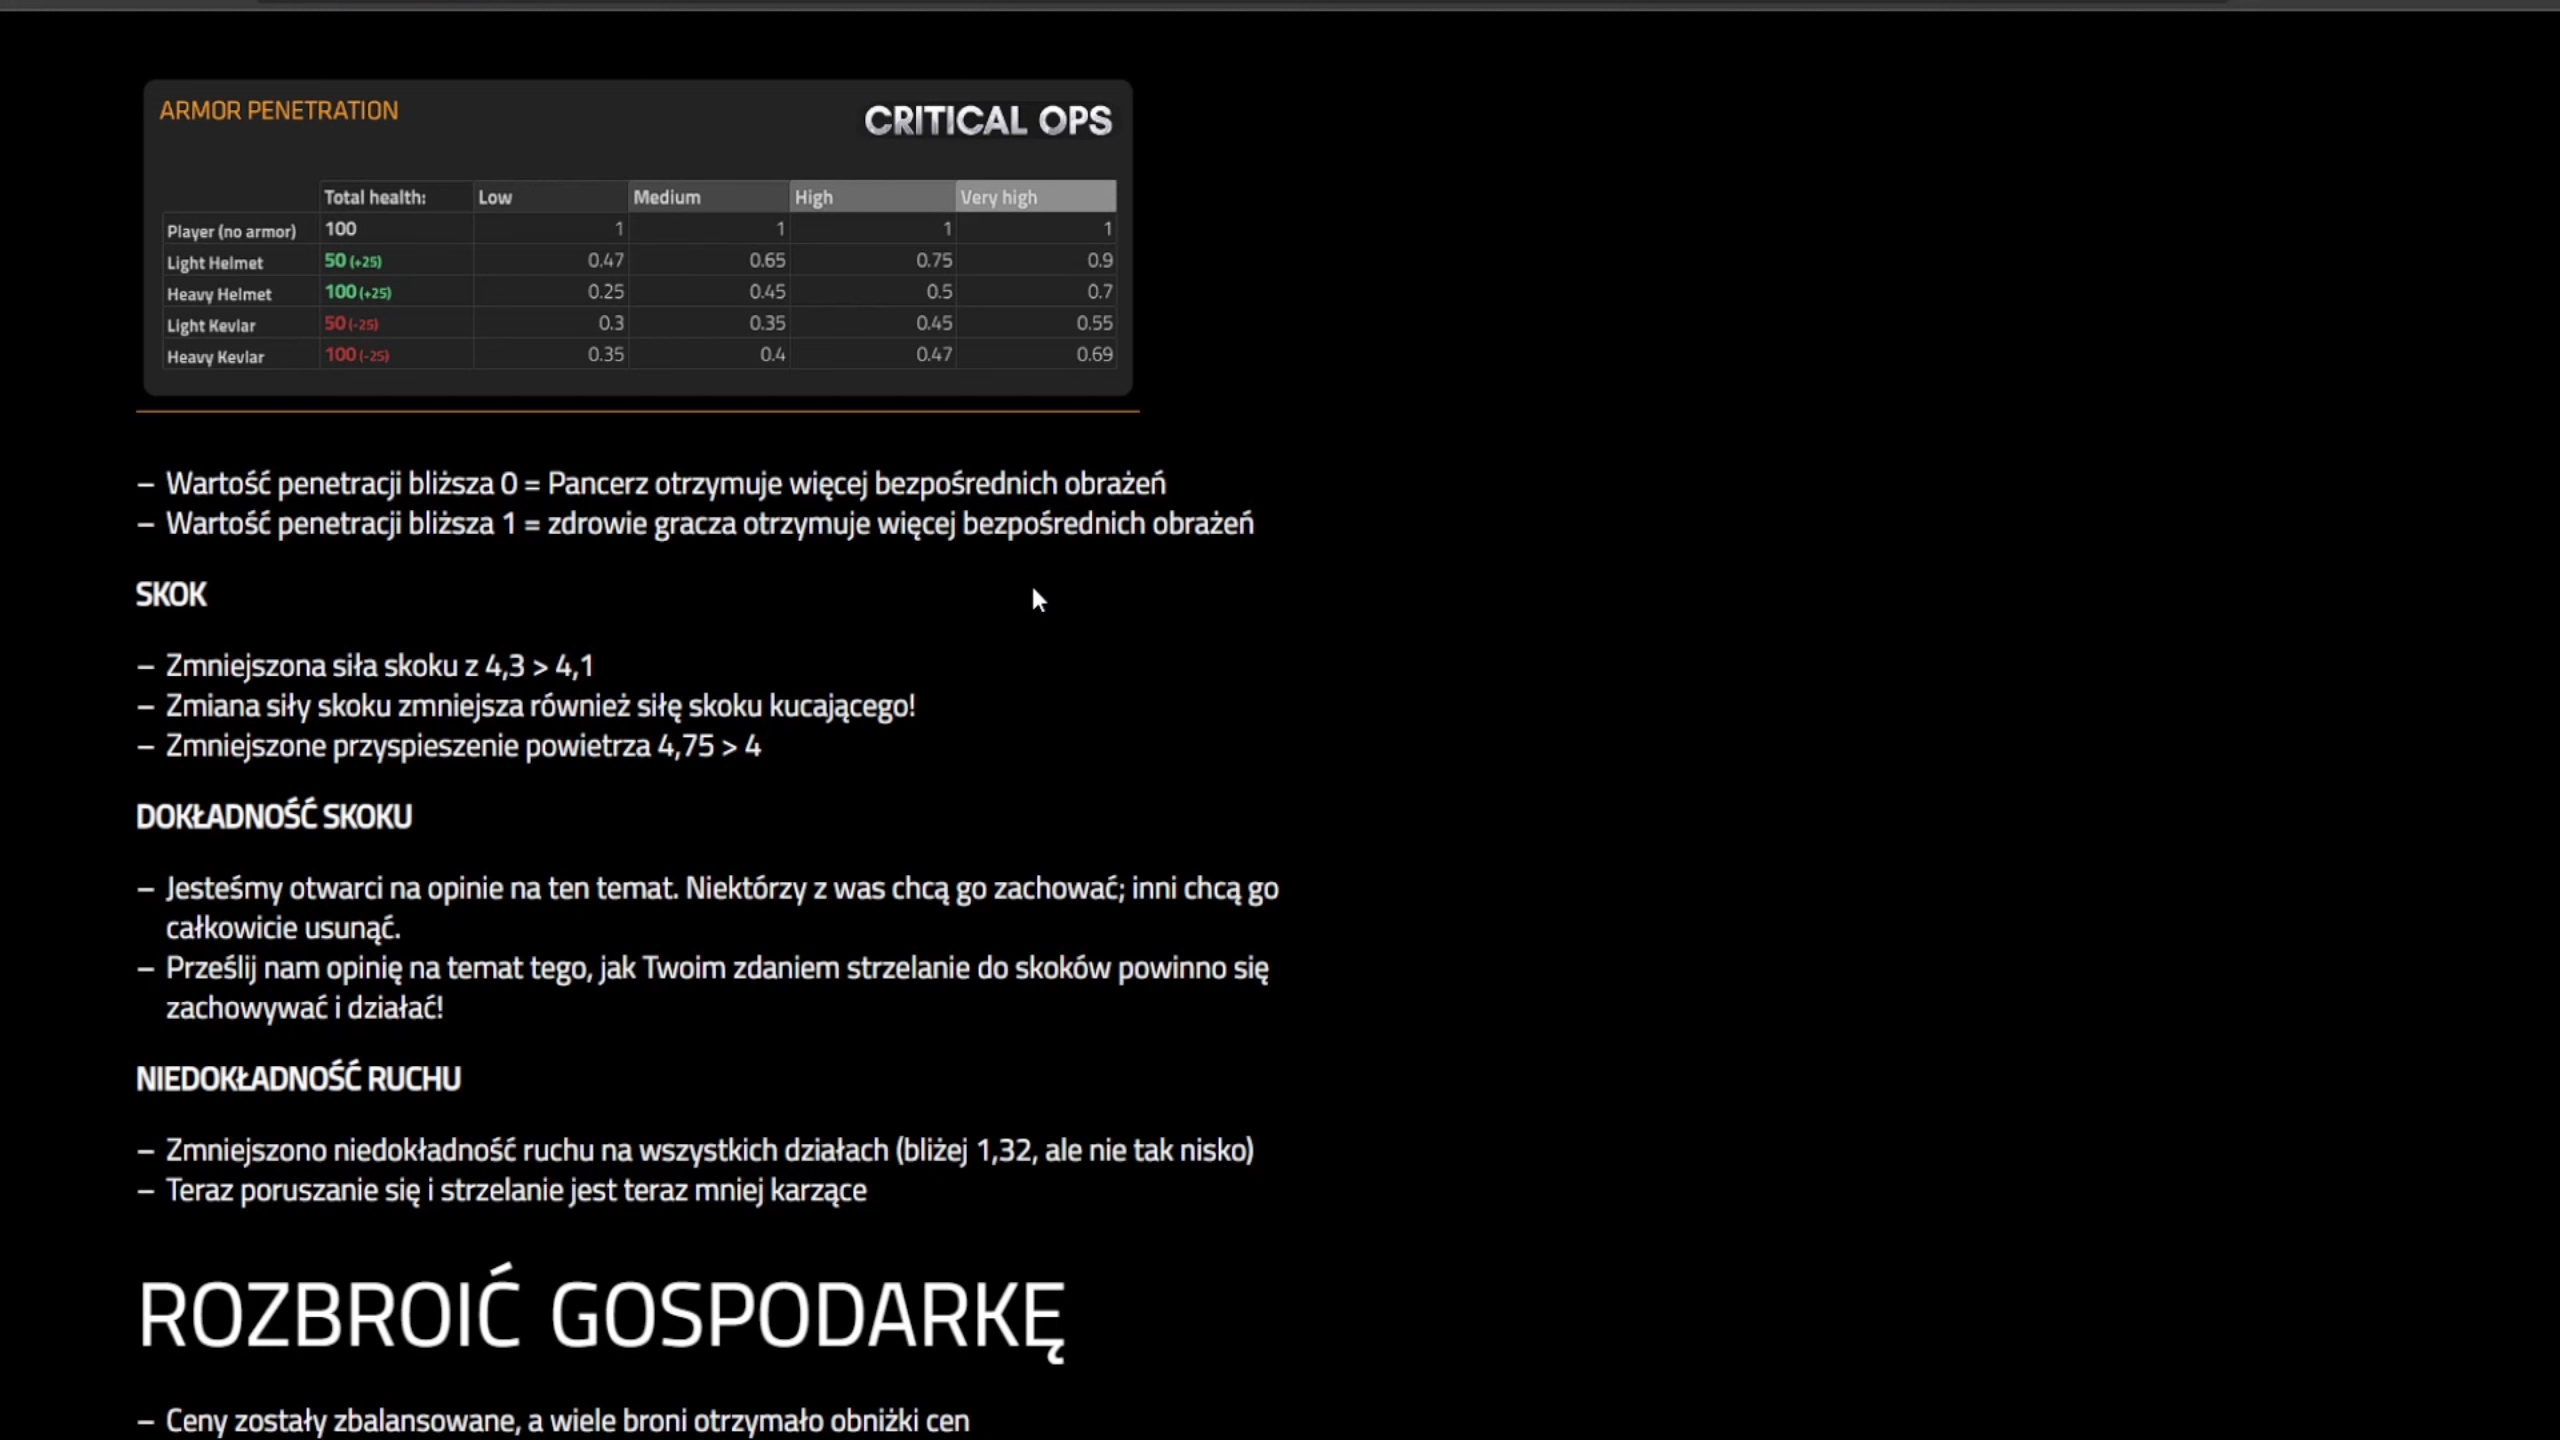 ARMOR PENETRATION
CRITICAL OPS
Total health: Low Medium High Very high
Player (no armor) 100 1 1 1 1
Light Helmet 50 (+25) 0.47 0.65 0.75 0.9
Heavy Helmet 100 (+25) 0.25 0.45 0.5 0.7
Light Kevlar 50 (-25) 0.3 0.35 0.45 0.55
Heavy Kevlar 100 (-25) 0.35 0.4 0.47 0.69
– Wartość penetracji bliższa 0 = Pancerz otrzymuje więcej bezpośrednich obrażeń
– Wartość penetracji bliższa 1 = zdrowie gracza otrzymuje więcej bezpośrednich obrażeń
SKOK
– Zmniejszona siła skoku z 4,3 > 4,1
– Zmiana siły skoku zmniejsza również siłę skoku kucającego!
– Zmniejszone przyspieszenie powietrza 4,75 > 4
DOKŁADNOŚĆ SKOKU
– Jesteśmy otwarci na opinie na ten temat. Niektórzy z was chcą go zachować; inni chcą go
całkowicie usunąć.
– Prześlij nam opinię na temat tego, jak Twoim zdaniem strzelanie do skoków powinno się
zachowywać i działać!
NIEDOKŁADNOŚĆ RUCHU
– Zmniejszono niedokładność ruchu na wszystkich działach (bliżej 1,32, ale nie tak nisko)
– Teraz poruszanie się i strzelanie jest teraz mniej karzące
ROZBROIĆ GOSPODARKĘ
– Ceny zostały zbalansowane, a wiele broni otrzymało obniżki cen